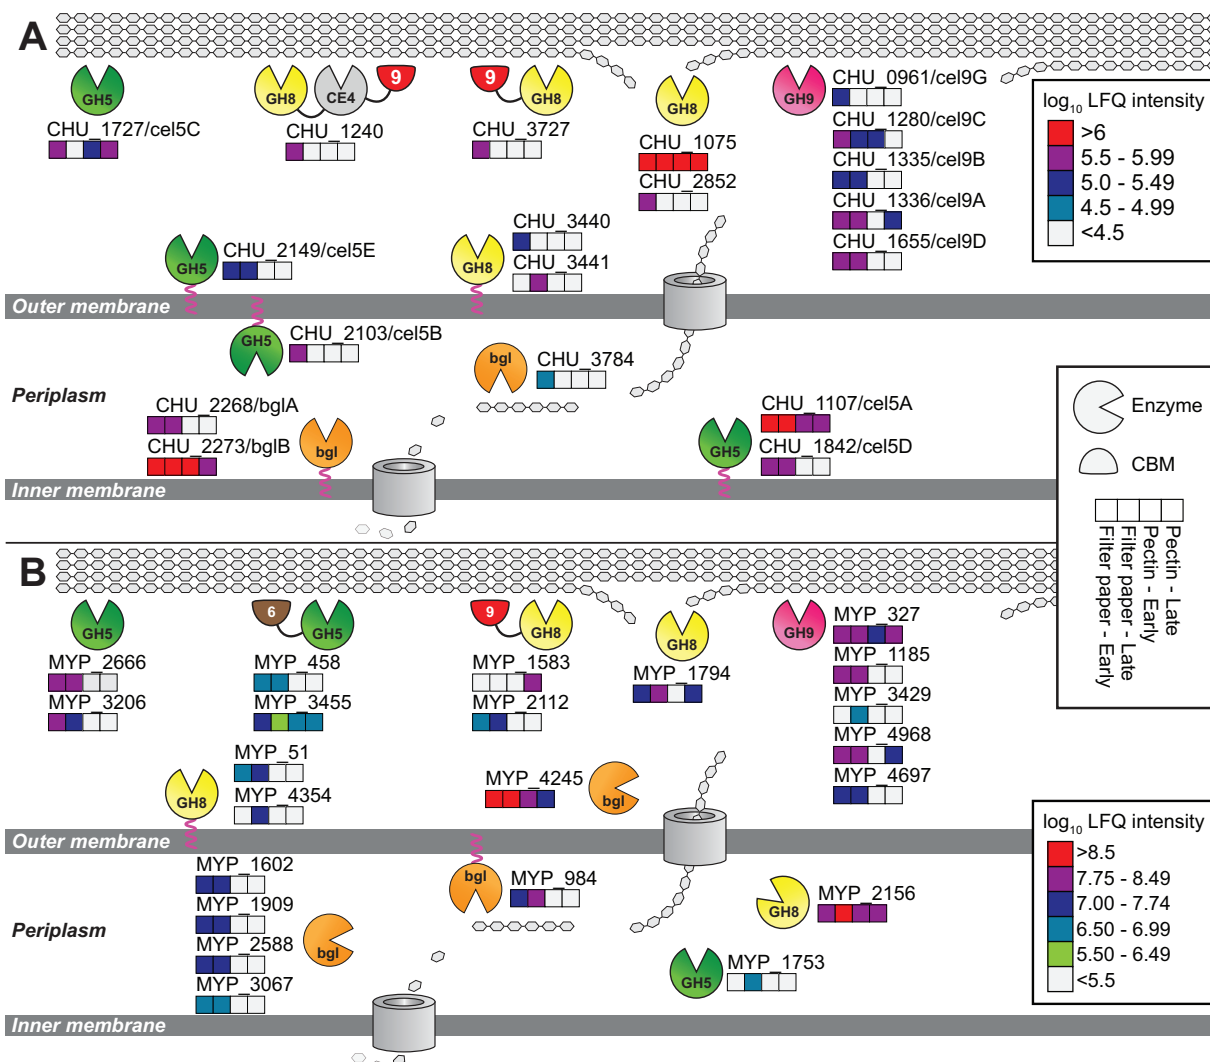 A
GH5
CHU_1727/cel5C
GH8
CE4
9
CHU_1240
9
GH8
CHU_3727
GH8
CHU_1075
CHU_2852
GH9
CHU_0961/cel9G
CHU_1280/cel9C
CHU_1335/cel9B
CHU_1336/cel9A
CHU_1655/cel9D
log10 LFQ intensity
>6
5.5 - 5.99
5.0 - 5.49
4.5 - 4.99
<4.5
GH5
CHU_2149/cel5E
GH8
CHU_3440
CHU_3441
Outer membrane
GH5
CHU_2103/cel5B
bgl
CHU_3784
Periplasm
CHU_2268/bglA
CHU_2273/bglB
bgl
GH5
CHU_1107/cel5A
CHU_1842/cel5D
Inner membrane
Enzyme
CBM
Filter paper - Early
Filter paper - Late
Pectin - Early
Pectin - Late
B
GH5
MYP_2666
MYP_3206
6
GH5
MYP_458
MYP_3455
9
GH8
MYP_1583
MYP_2112
GH8
MYP_1794
GH9
MYP_327
MYP_1185
MYP_3429
MYP_4968
MYP_4697
GH8
MYP_51
MYP_4354
MYP_4245
bgl
Outer membrane
log10 LFQ intensity
>8.5
7.75 - 8.49
7.00 - 7.74
6.50 - 6.99
5.50 - 6.49
<5.5
MYP_1602
MYP_1909
MYP_2588
MYP_3067
bgl
bgl
MYP_984
GH8
MYP_2156
Periplasm
GH5
MYP_1753
Inner membrane